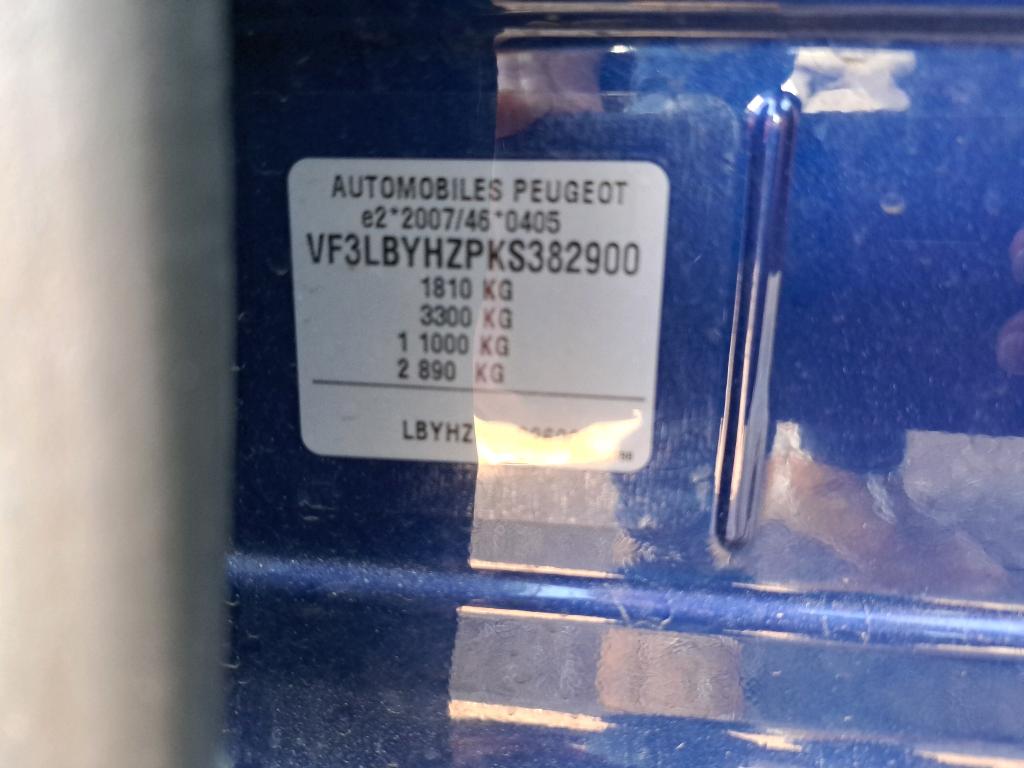 AUTOMOBILES PEUGEOT
e2*2007/46*0405
VF3LBYHZPKS382900
1810 KG
3300 KG
1 1000 KG
2 890 KG
LBYHZ